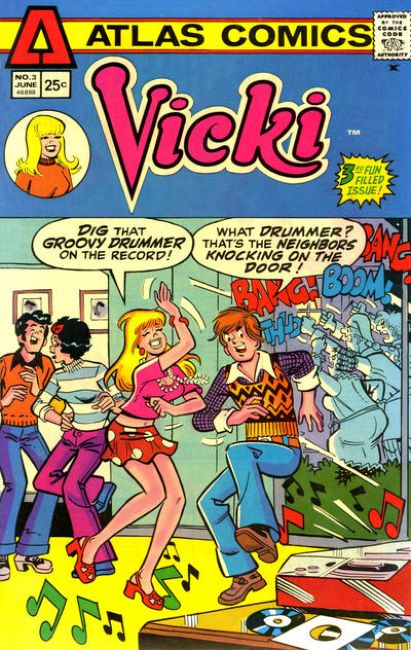 A ATLAS COMICS
APPROVED
BY THE
COMICS
CODE
AUTHORITY
NO. 3
JUNE
25¢
Vicki
™
3RD FUN
FILLED
ISSUE!
DIG THAT
GROOVY DRUMMER
ON THE RECORD!
WHAT DRUMMER?
THAT'S THE NEIGHBORS
KNOCKING ON THE
DOOR!
BANG!
BANG!
BOOM!
THUD!